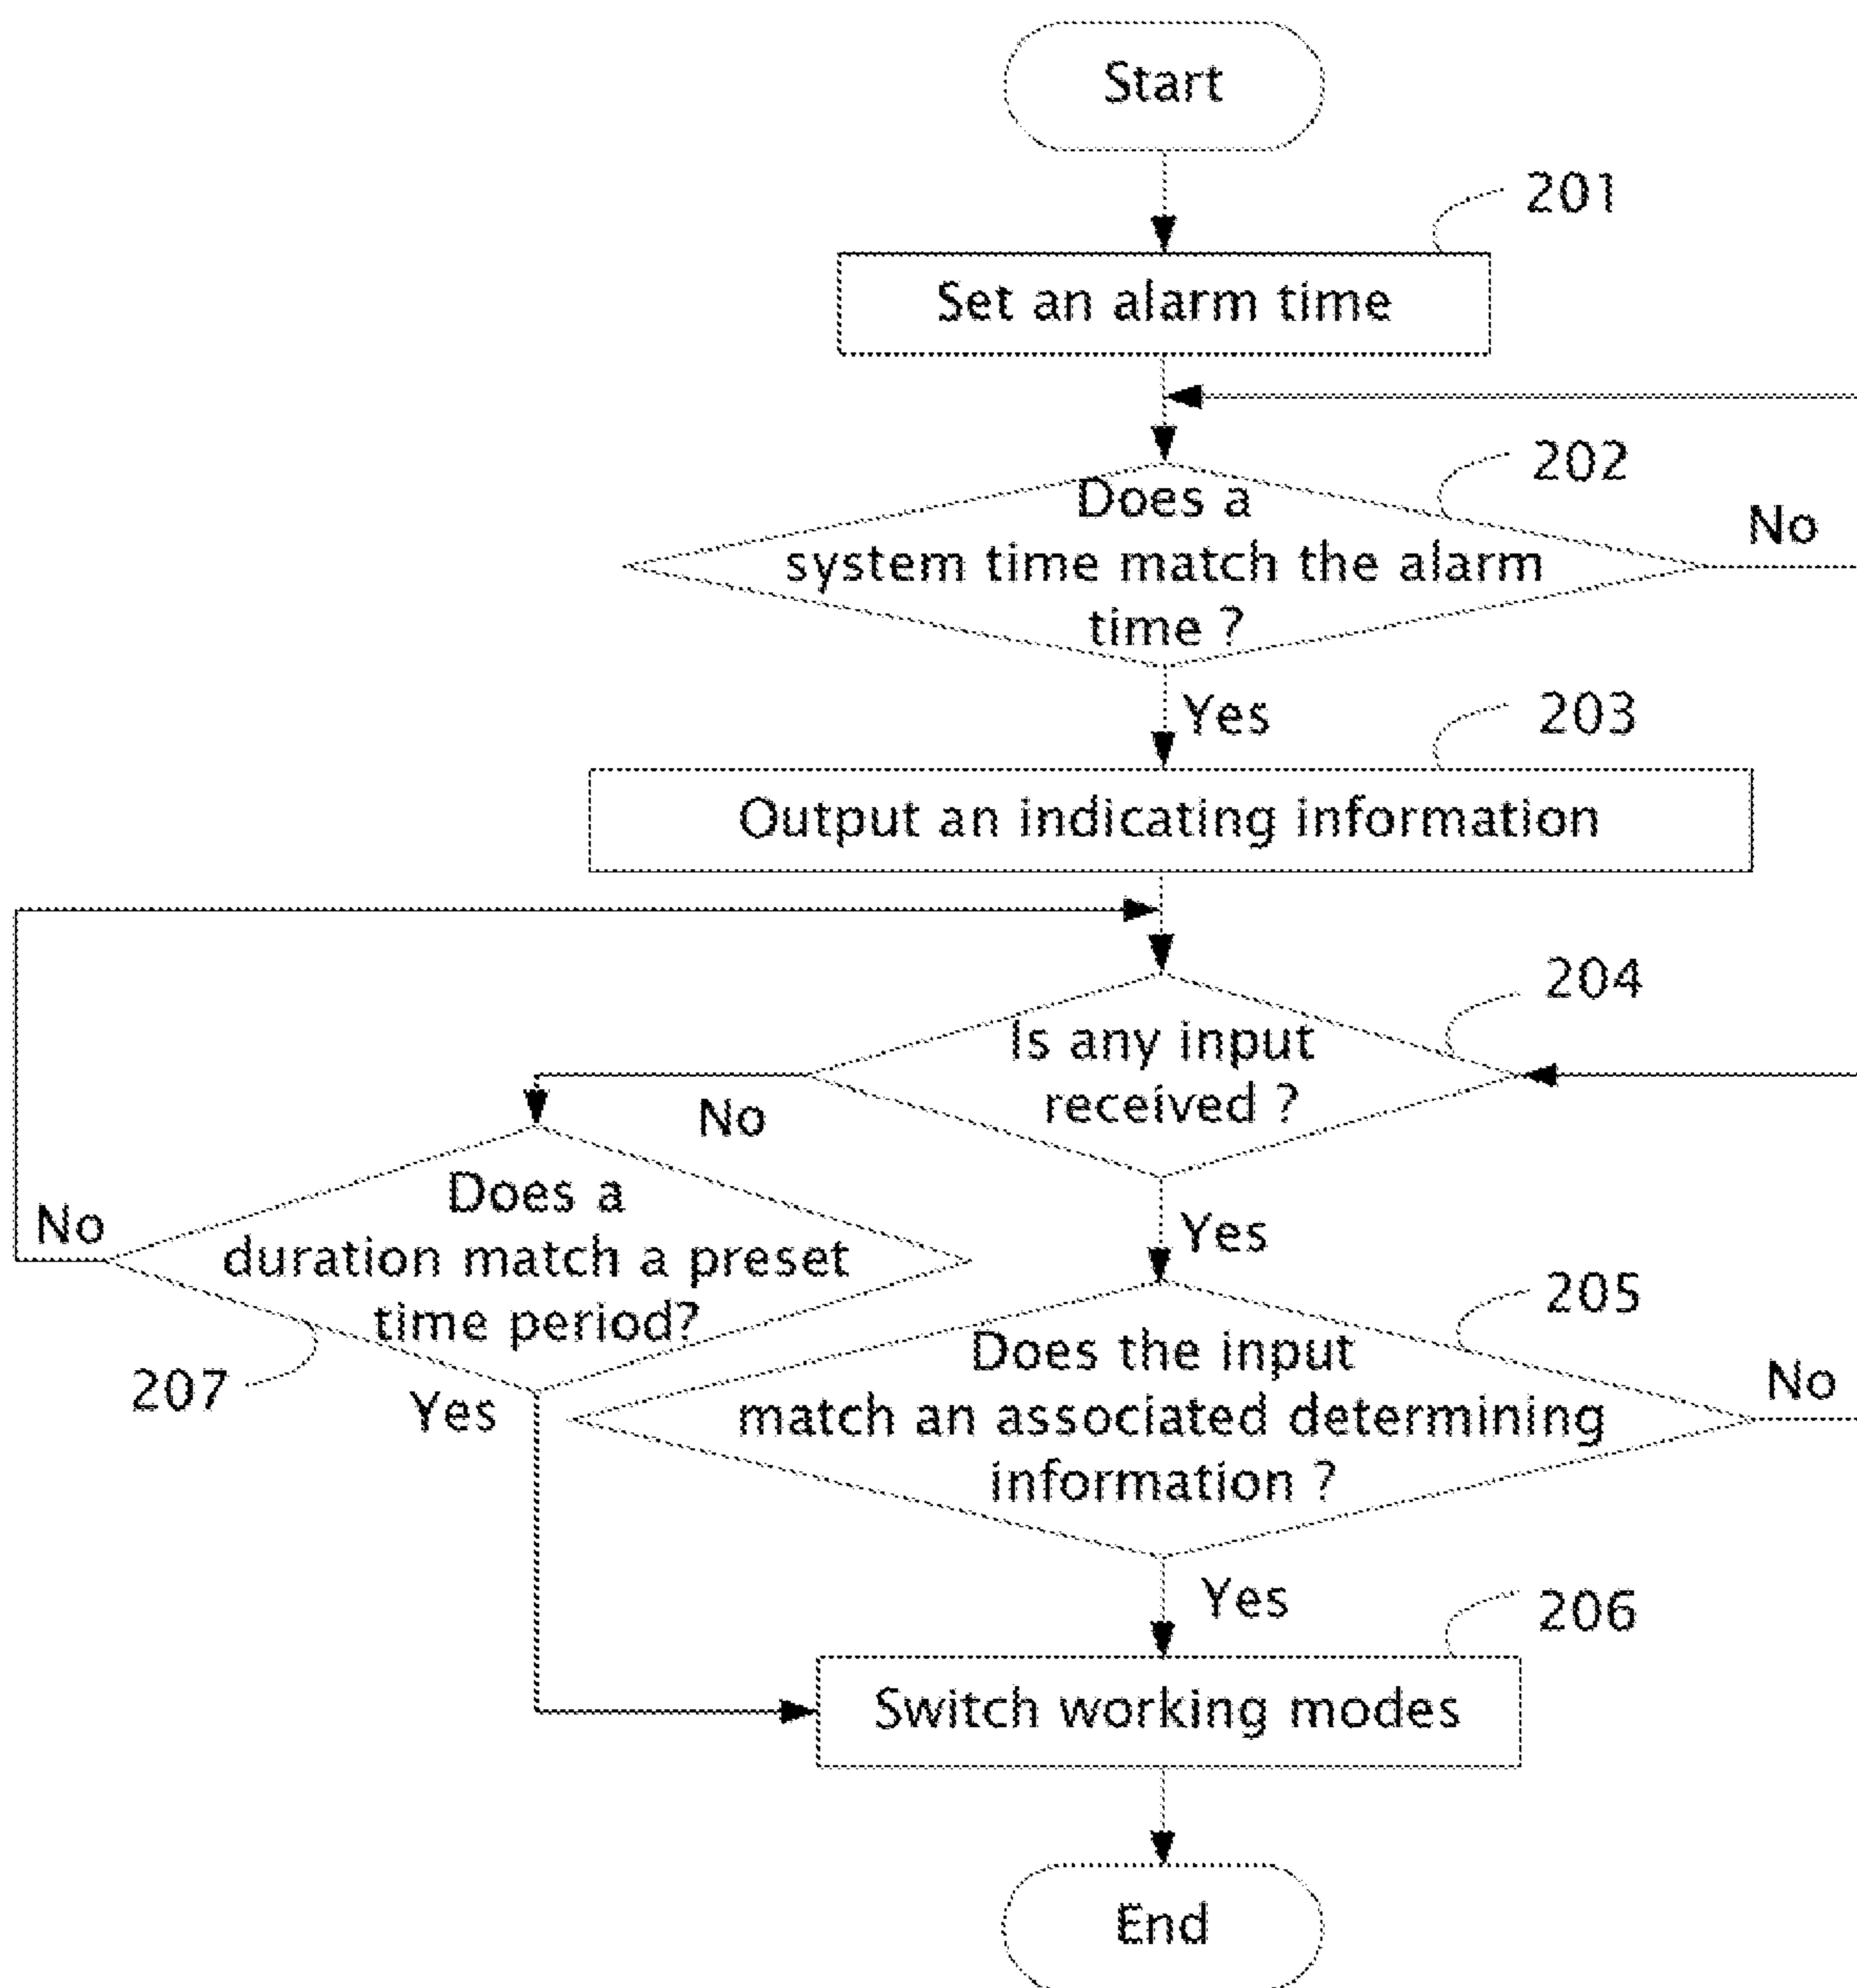 Start
201
Set an alarm time
202
Does a
system time match the alarm
time ?
No
Yes
203
Output an indicating information
204
Is any input
received ?
No
Yes
Does a
duration match a preset
time period?
No
207
Yes
205
Does the input
match an associated determining
information ?
No
Yes
206
Switch working modes
End